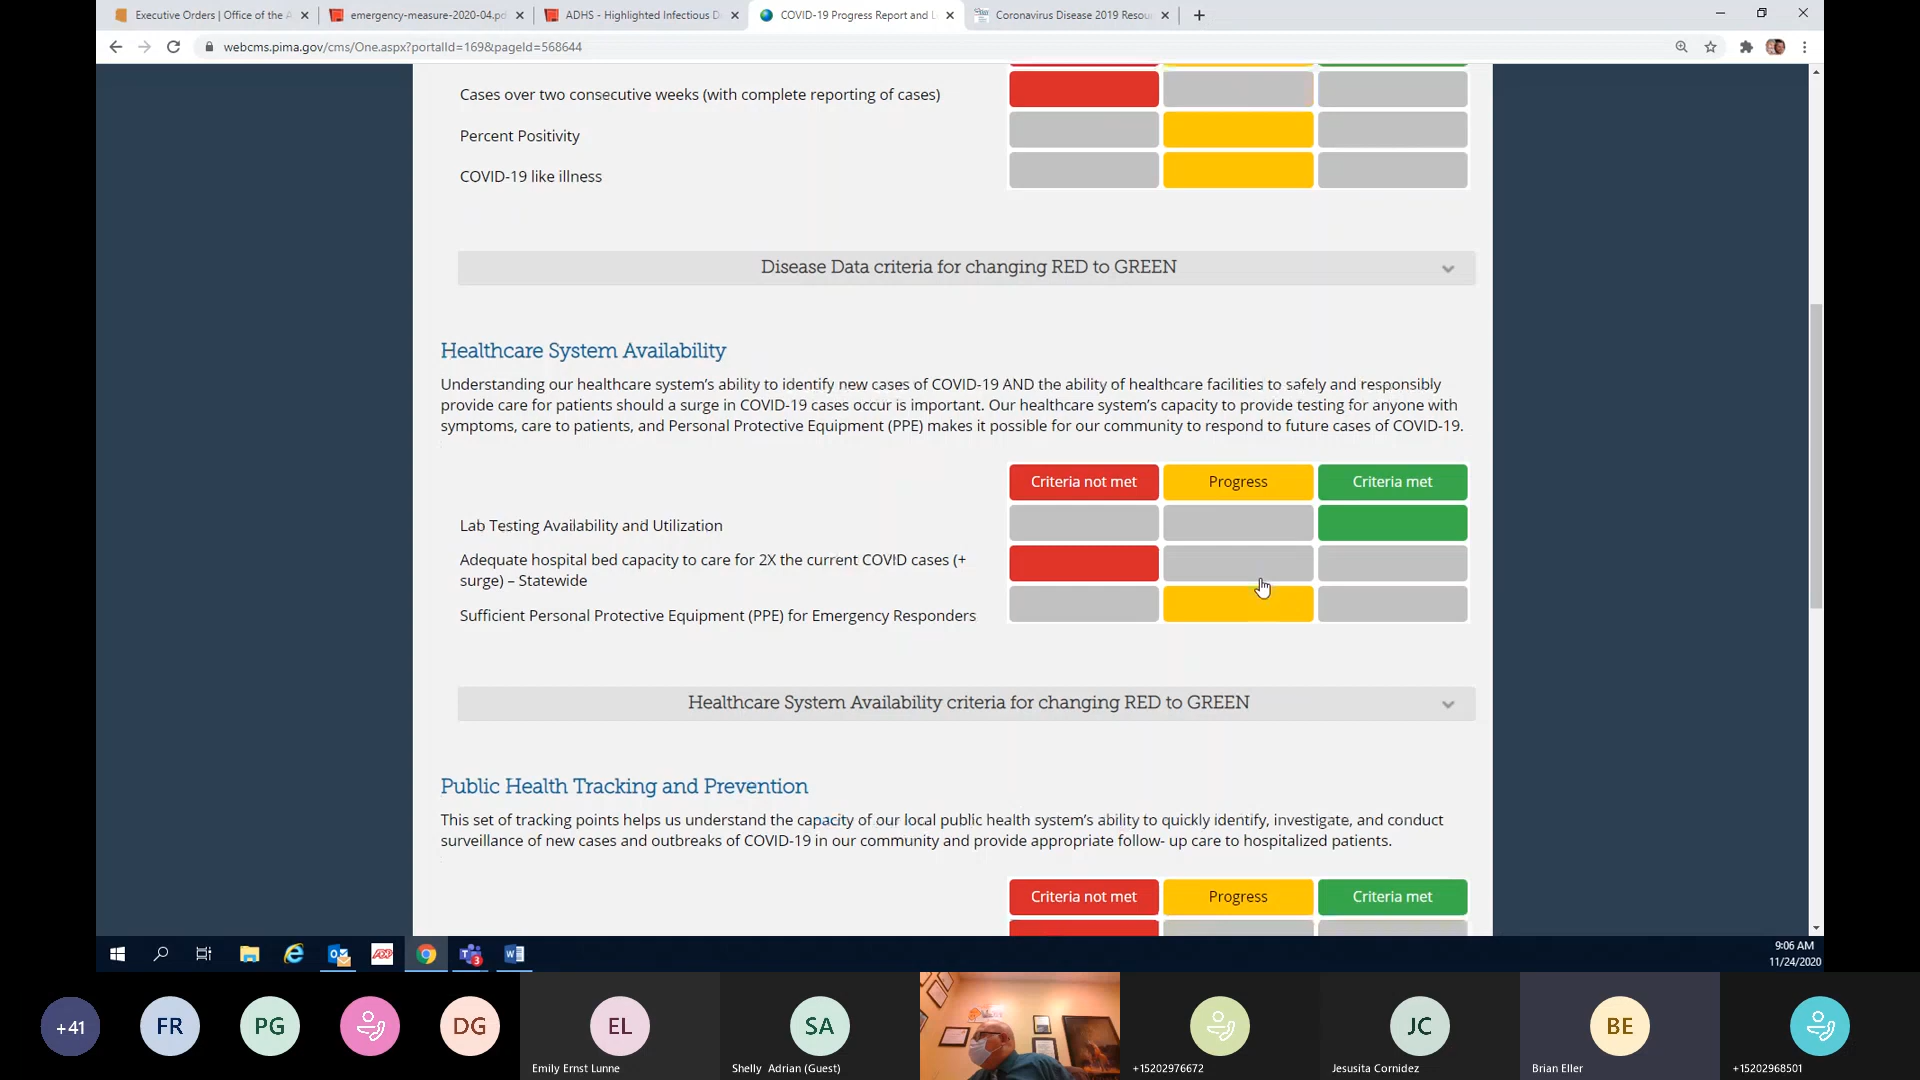 Executive Orders | Office of the A
emergency-measure-2020-04.pd
ADHS - Highlighted Infectious D
COVID-19 Progress Report and L
Coronavirus Disease 2019 Resou
webcms.pima.gov/cms/One.aspx?portalId=169&pageId=568644
Cases over two consecutive weeks (with complete reporting of cases)
Percent Positivity
COVID-19 like illness
Disease Data criteria for changing RED to GREEN
Healthcare System Availability
Understanding our healthcare system's ability to identify new cases of COVID-19 AND the ability of healthcare facilities to safely and responsibly
provide care for patients should a surge in COVID-19 cases occur is important. Our healthcare system's capacity to provide testing for anyone with
symptoms, care to patients, and Personal Protective Equipment (PPE) makes it possible for our community to respond to future cases of COVID-19.
Criteria not met Progress Criteria met
Lab Testing Availability and Utilization
Adequate hospital bed capacity to care for 2X the current COVID cases (+
surge) – Statewide
Sufficient Personal Protective Equipment (PPE) for Emergency Responders
Healthcare System Availability criteria for changing RED to GREEN
Public Health Tracking and Prevention
This set of tracking points helps us understand the capacity of our local public health system's ability to quickly identify, investigate, and conduct
surveillance of new cases and outbreaks of COVID-19 in our community and provide appropriate follow- up care to hospitalized patients.
Criteria not met Progress Criteria met
ADP
3
9:06 AM
11/24/2020
+41 FR PG DG EL SA JC BE
Emily Ernst Lunne Shelly Adrian (Guest) +15202976672 Jesusita Cornidez Brian Eller +15202968501